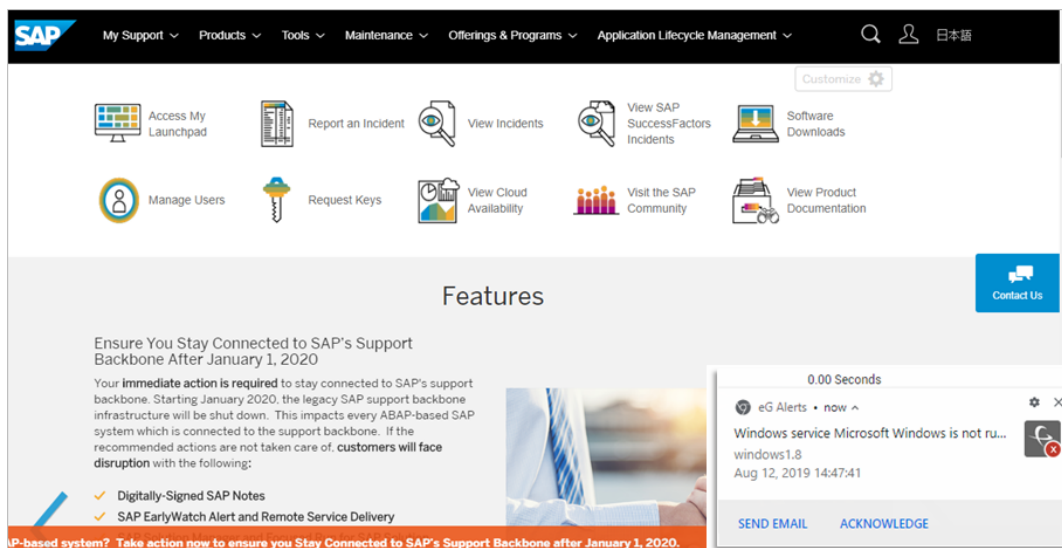 SAP
My Support Products Tools Maintenance Offerings & Programs Application Lifecycle Management 日本語
Customize
Access My
Launchpad
Report an Incident
View Incidents
View SAP
SuccessFactors
Incidents
Software
Downloads
Manage Users
Request Keys
View Cloud
Availability
Visit the SAP
Community
View Product
Documentation
Contact Us
Features
Ensure You Stay Connected to SAP's Support
Backbone After January 1, 2020
Your immediate action is required to stay connected to SAP's support
backbone. Starting January 2020, the legacy SAP support backbone
infrastructure will be shut down. This impacts every ABAP-based SAP
system which is connected to the support backbone. If the
recommended actions are not taken care of, customers will face
disruption with the following:
✓ Digitally-Signed SAP Notes
✓ SAP EarlyWatch Alert and Remote Service Delivery
AP-based system? Take action now to ensure you Stay Connected to SAP's Support Backbone after January 1, 2020.
0.00 Seconds
eG Alerts • now
Windows service Microsoft Windows is not ru...
windows1.8
Aug 12, 2019 14:47:41
SEND EMAIL ACKNOWLEDGE